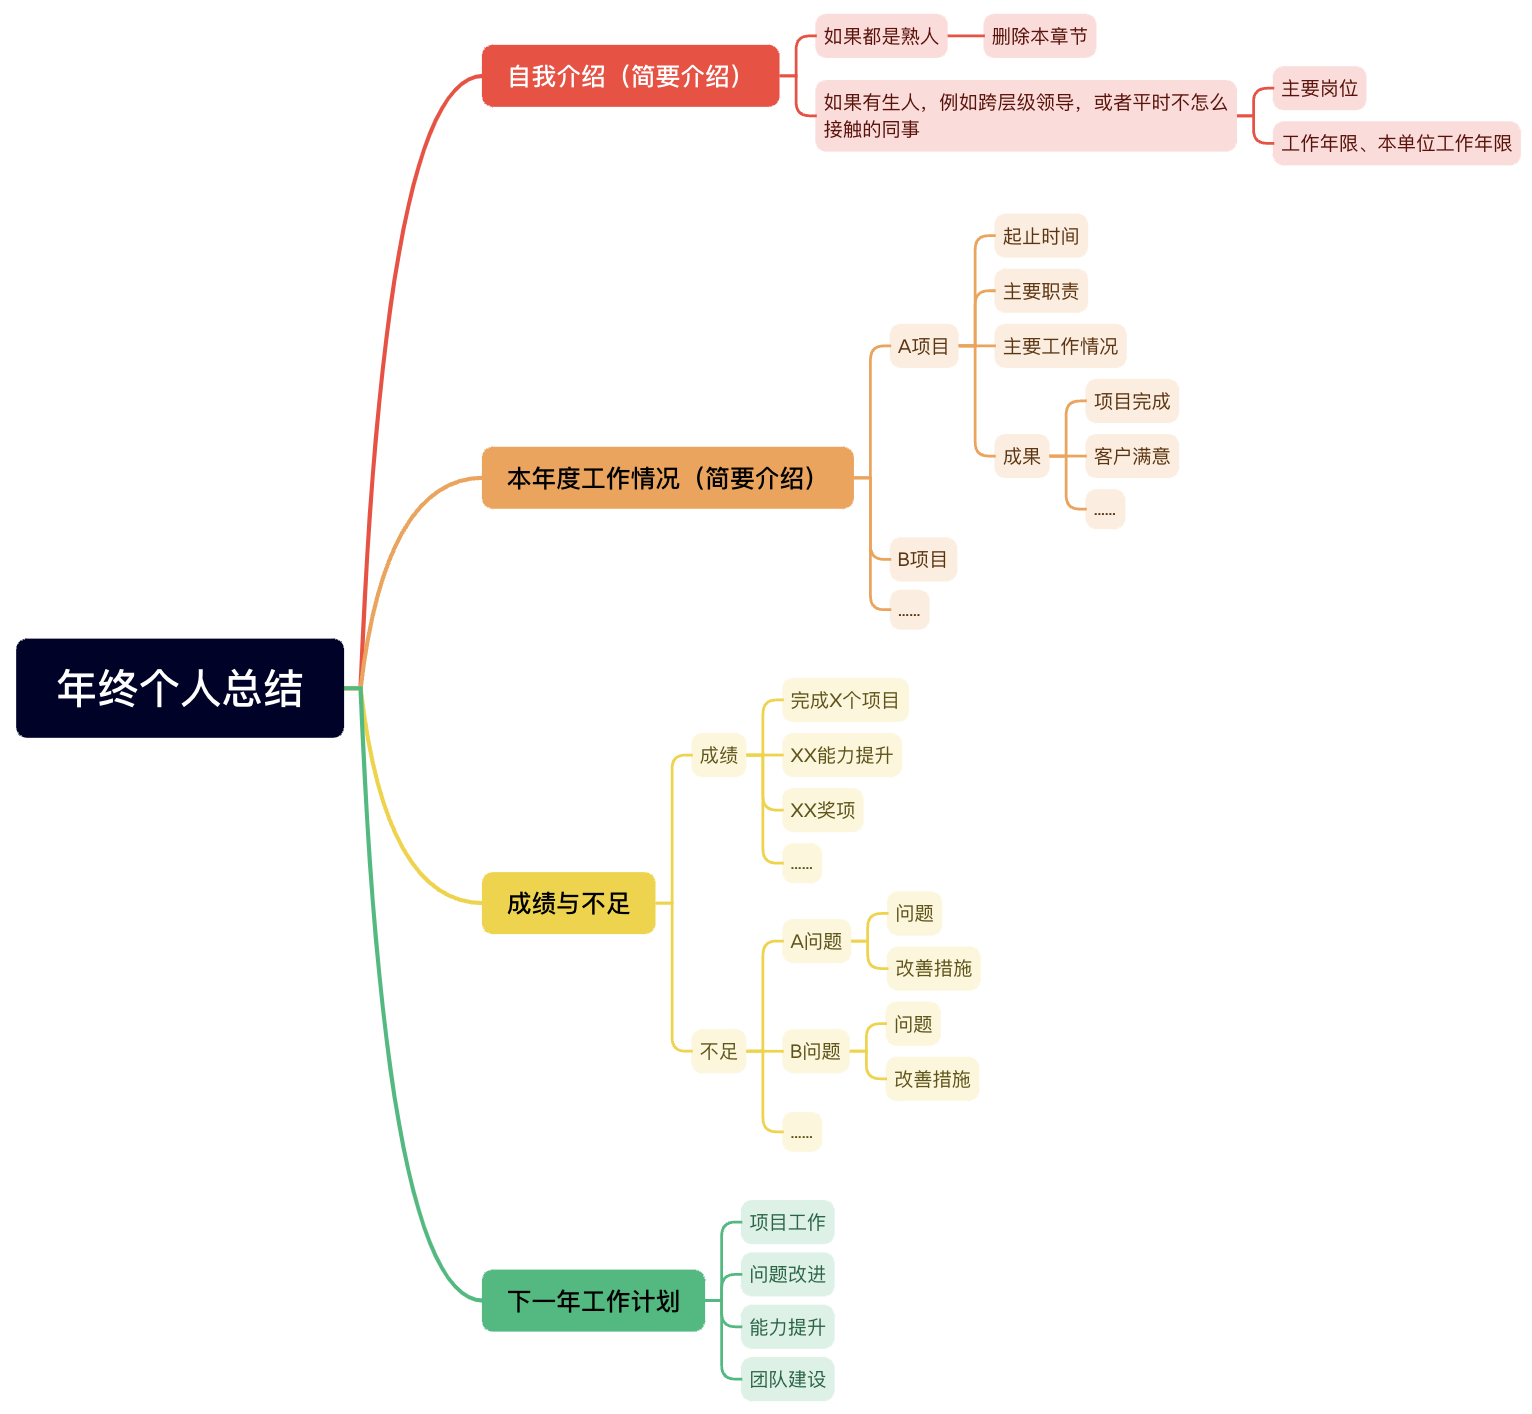 年终个人总结
自我介绍（简要介绍）
如果都是熟人
删除本章节
如果有生人，例如跨层级领导，或者平时不怎么
接触的同事
主要岗位
工作年限、本单位工作年限
本年度工作情况（简要介绍）
A项目
起止时间
主要职责
主要工作情况
成果
项目完成
客户满意
......
B项目
......
成绩与不足
成绩
完成X个项目
XX能力提升
XX奖项
......
不足
A问题
问题
改善措施
B问题
问题
改善措施
......
下一年工作计划
项目工作
问题改进
能力提升
团队建设